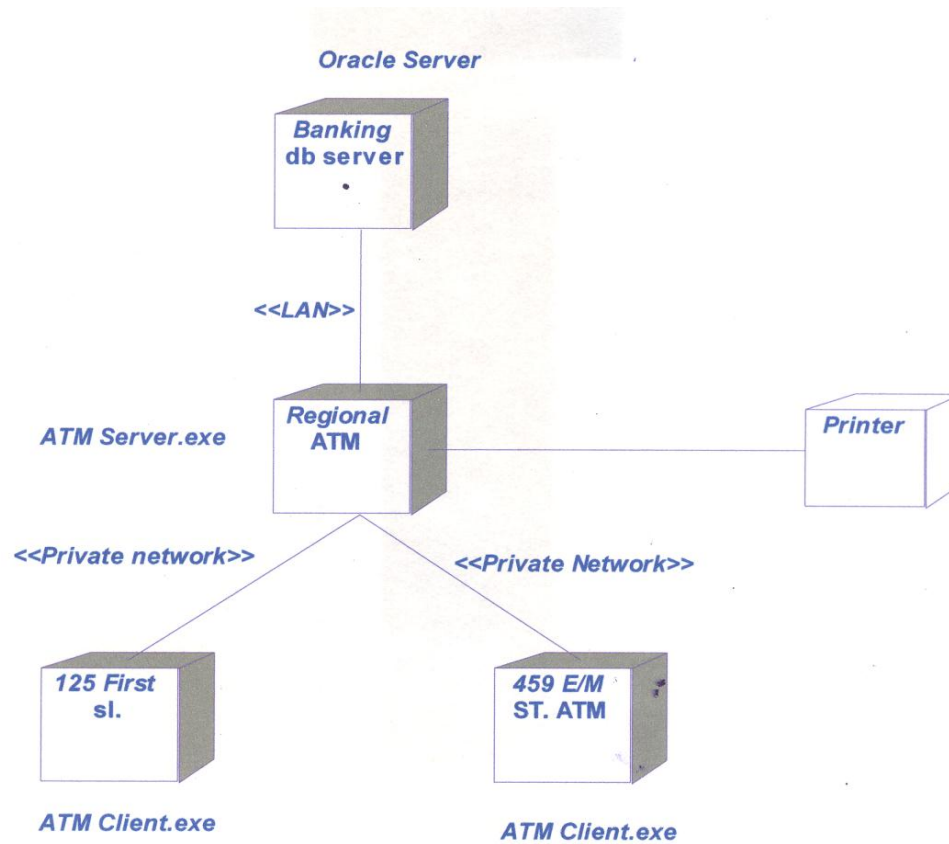 Oracle Server
Banking
db server
<<LAN>>
Regional
ATM
ATM Server.exe
Printer
<<Private network>>
<<Private Network>>
125 First
sl.
459 E/M
ST. ATM
ATM Client.exe
ATM Client.exe